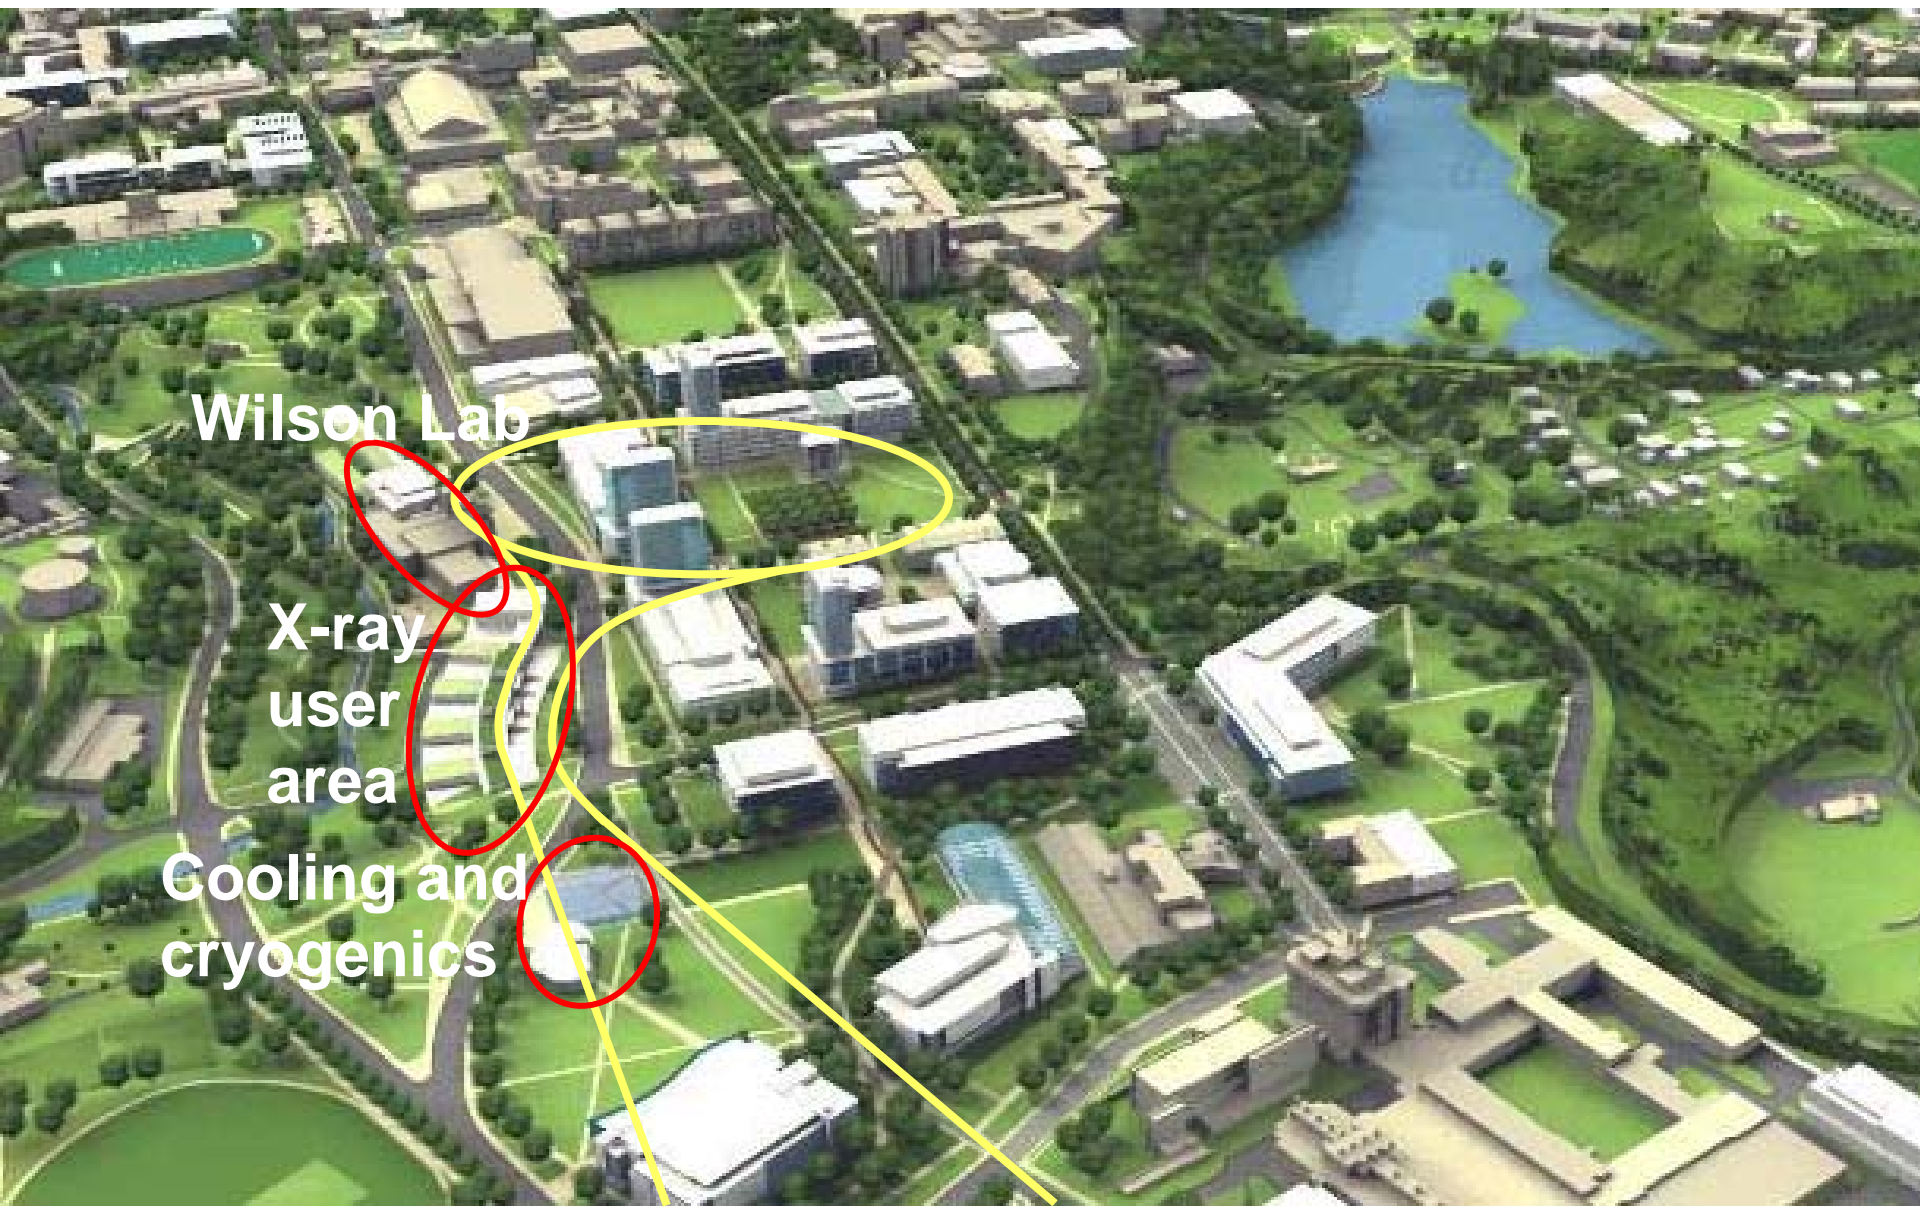 Wilson Lab
X-ray
user
area
Cooling and
cryogenics